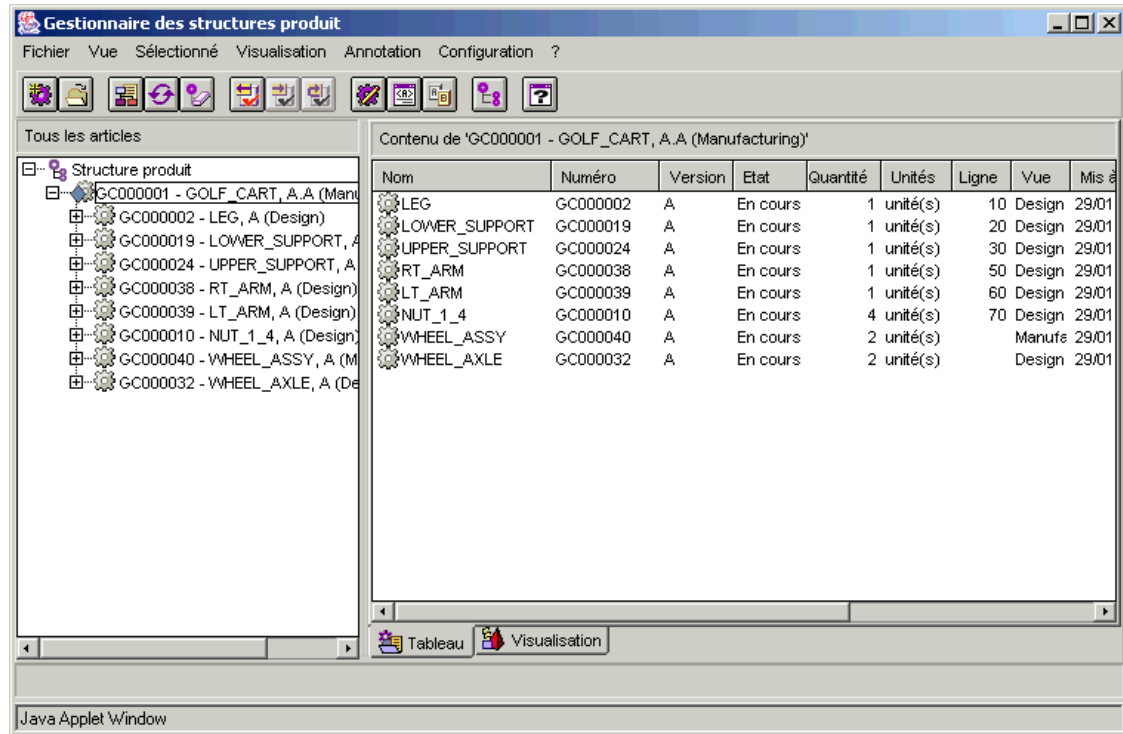 Gestionnaire des structures produit
Fichier Vue Sélectionné Visualisation Annotation Configuration ?
Tous les articles
Structure produit
GC000001 - GOLF_CART, A.A (Manu
GC000002 - LEG, A (Design)
GC000019 - LOWER_SUPPORT, A
GC000024 - UPPER_SUPPORT, A
GC000038 - RT_ARM, A (Design)
GC000039 - LT_ARM, A (Design)
GC000010 - NUT_1_4, A (Design)
GC000040 - WHEEL_ASSY, A (M
GC000032 - WHEEL_AXLE, A (De
Contenu de 'GC000001 - GOLF_CART, A.A (Manufacturing)'
Nom Numéro Version Etat Quantité Unités Ligne Vue Mis à
LEG GC000002 A En cours 1 unité(s) 10 Design 29/01
LOWER_SUPPORT GC000019 A En cours 1 unité(s) 20 Design 29/01
UPPER_SUPPORT GC000024 A En cours 1 unité(s) 30 Design 29/01
RT_ARM GC000038 A En cours 1 unité(s) 50 Design 29/01
LT_ARM GC000039 A En cours 1 unité(s) 60 Design 29/01
NUT_1_4 GC000010 A En cours 4 unité(s) 70 Design 29/01
WHEEL_ASSY GC000040 A En cours 2 unité(s) Manufa 29/01
WHEEL_AXLE GC000032 A En cours 2 unité(s) Design 29/01
Tableau Visualisation
Java Applet Window